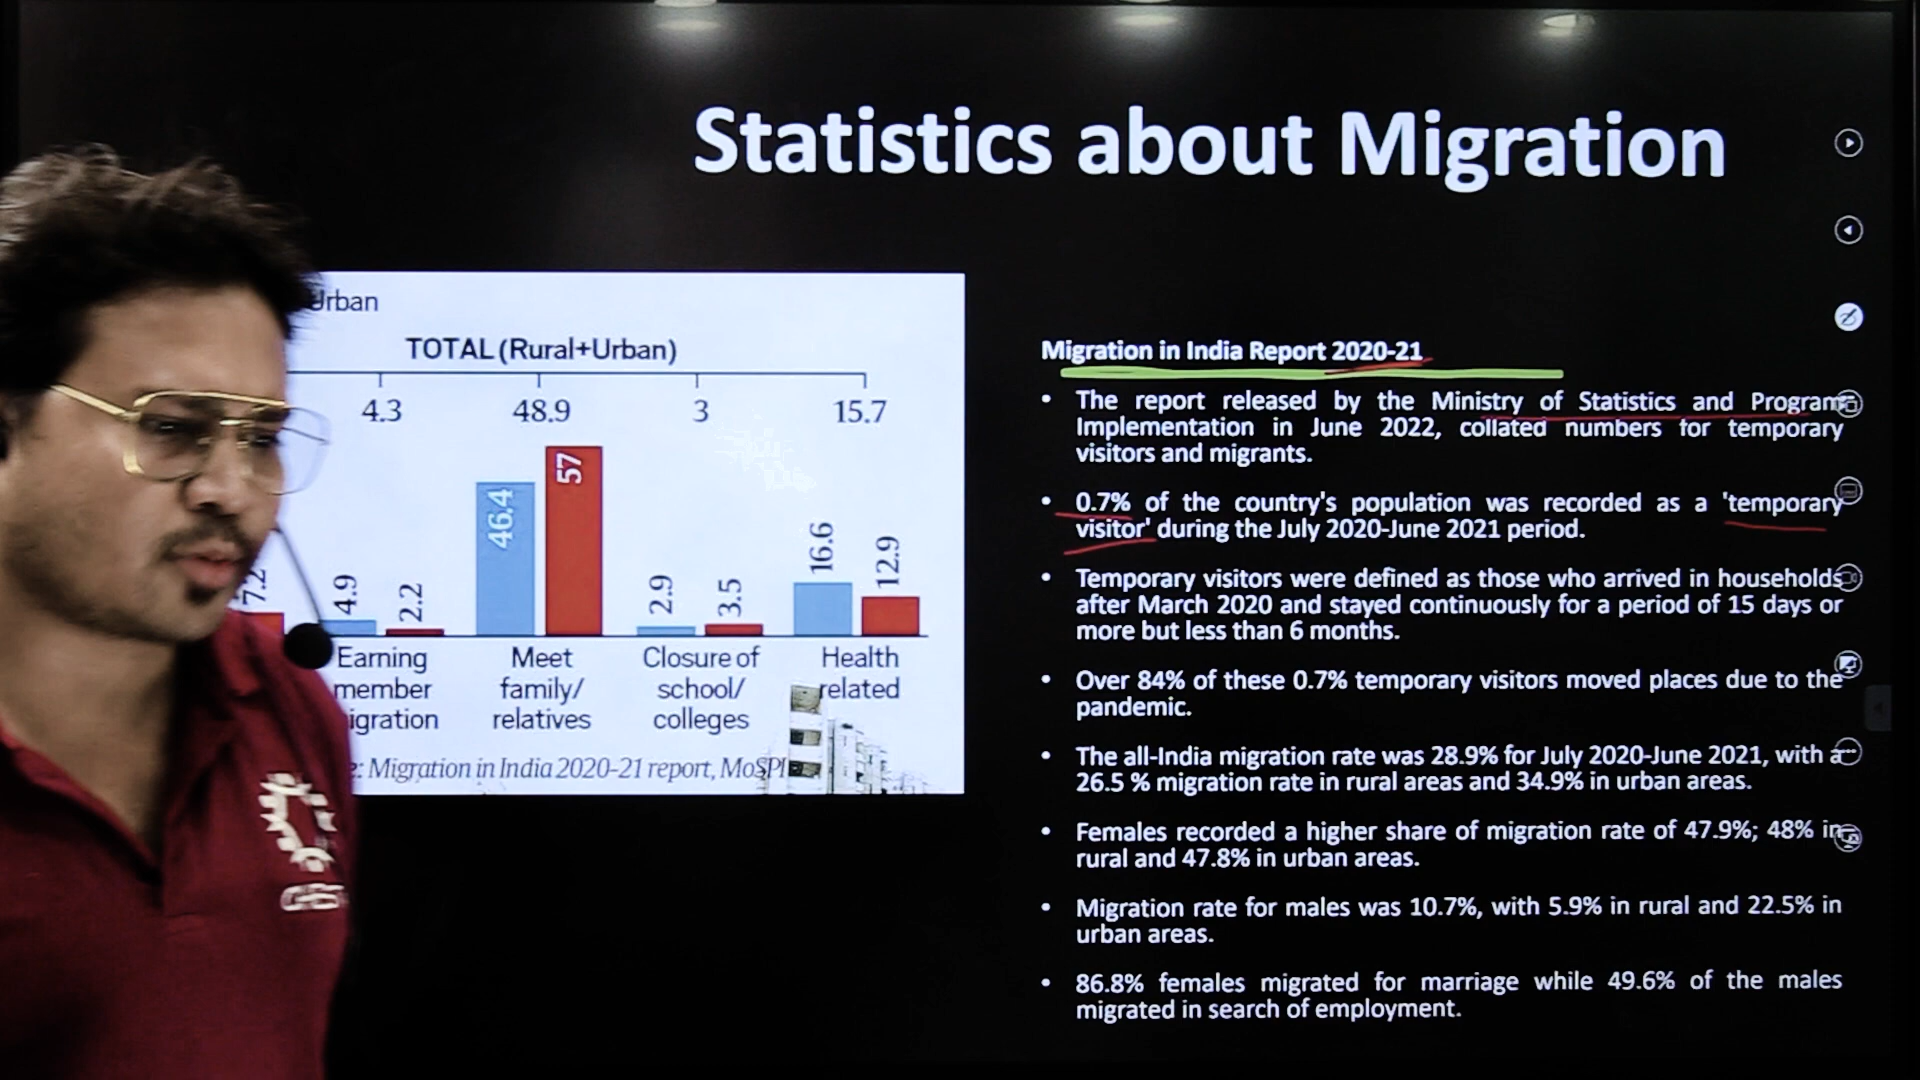 Statistics about Migration
Urban
TOTAL (Rural+Urban)
4.3 48.9 3 15.7
7.2 4.9 2.2 46.4 57 2.9 3.5 16.6 12.9
Earning
member
igration
Meet
family/
relatives
Closure of
school/
colleges
Health
related
e: Migration in India 2020-21 report, MoSPI
Migration in India Report 2020-21
• The report released by the Ministry of Statistics and Program
Implementation in June 2022, collated numbers for temporary
visitors and migrants.
• 0.7% of the country's population was recorded as a 'temporary
visitor' during the July 2020-June 2021 period.
• Temporary visitors were defined as those who arrived in households
after March 2020 and stayed continuously for a period of 15 days or
more but less than 6 months.
• Over 84% of these 0.7% temporary visitors moved places due to the
pandemic.
• The all-India migration rate was 28.9% for July 2020-June 2021, with a
26.5 % migration rate in rural areas and 34.9% in urban areas.
• Females recorded a higher share of migration rate of 47.9%; 48% in
rural and 47.8% in urban areas.
• Migration rate for males was 10.7%, with 5.9% in rural and 22.5% in
urban areas.
• 86.8% females migrated for marriage while 49.6% of the males
migrated in search of employment.